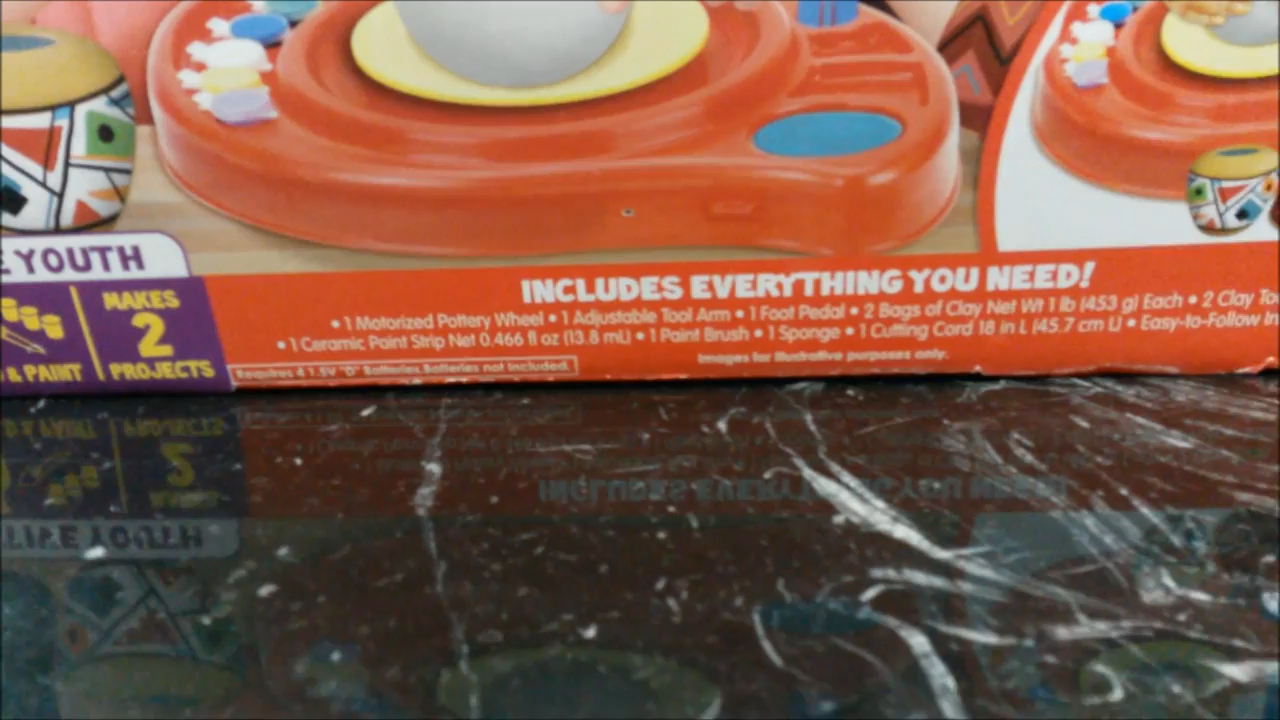 E YOUTH
MAKES
2
PROJECTS
& PAINT
INCLUDES EVERYTHING YOU NEED!
• 1 Motorized Pottery Wheel • 1 Adjustable Tool Arm • 1 Foot Pedal • 2 Bags of Clay Net Wt 1 lb (453 g) Each • 2 Clay To
• 1 Ceramic Paint Strip Net 0.466 fl oz (13.8 mL) • 1 Paint Brush • 1 Sponge • 1 Cutting Cord 18 in L (45.7 cm L) • Easy-to-Follow In
Images for illustrative purposes only.
Requires 4 1.5V "D" Batteries. Batteries not included.